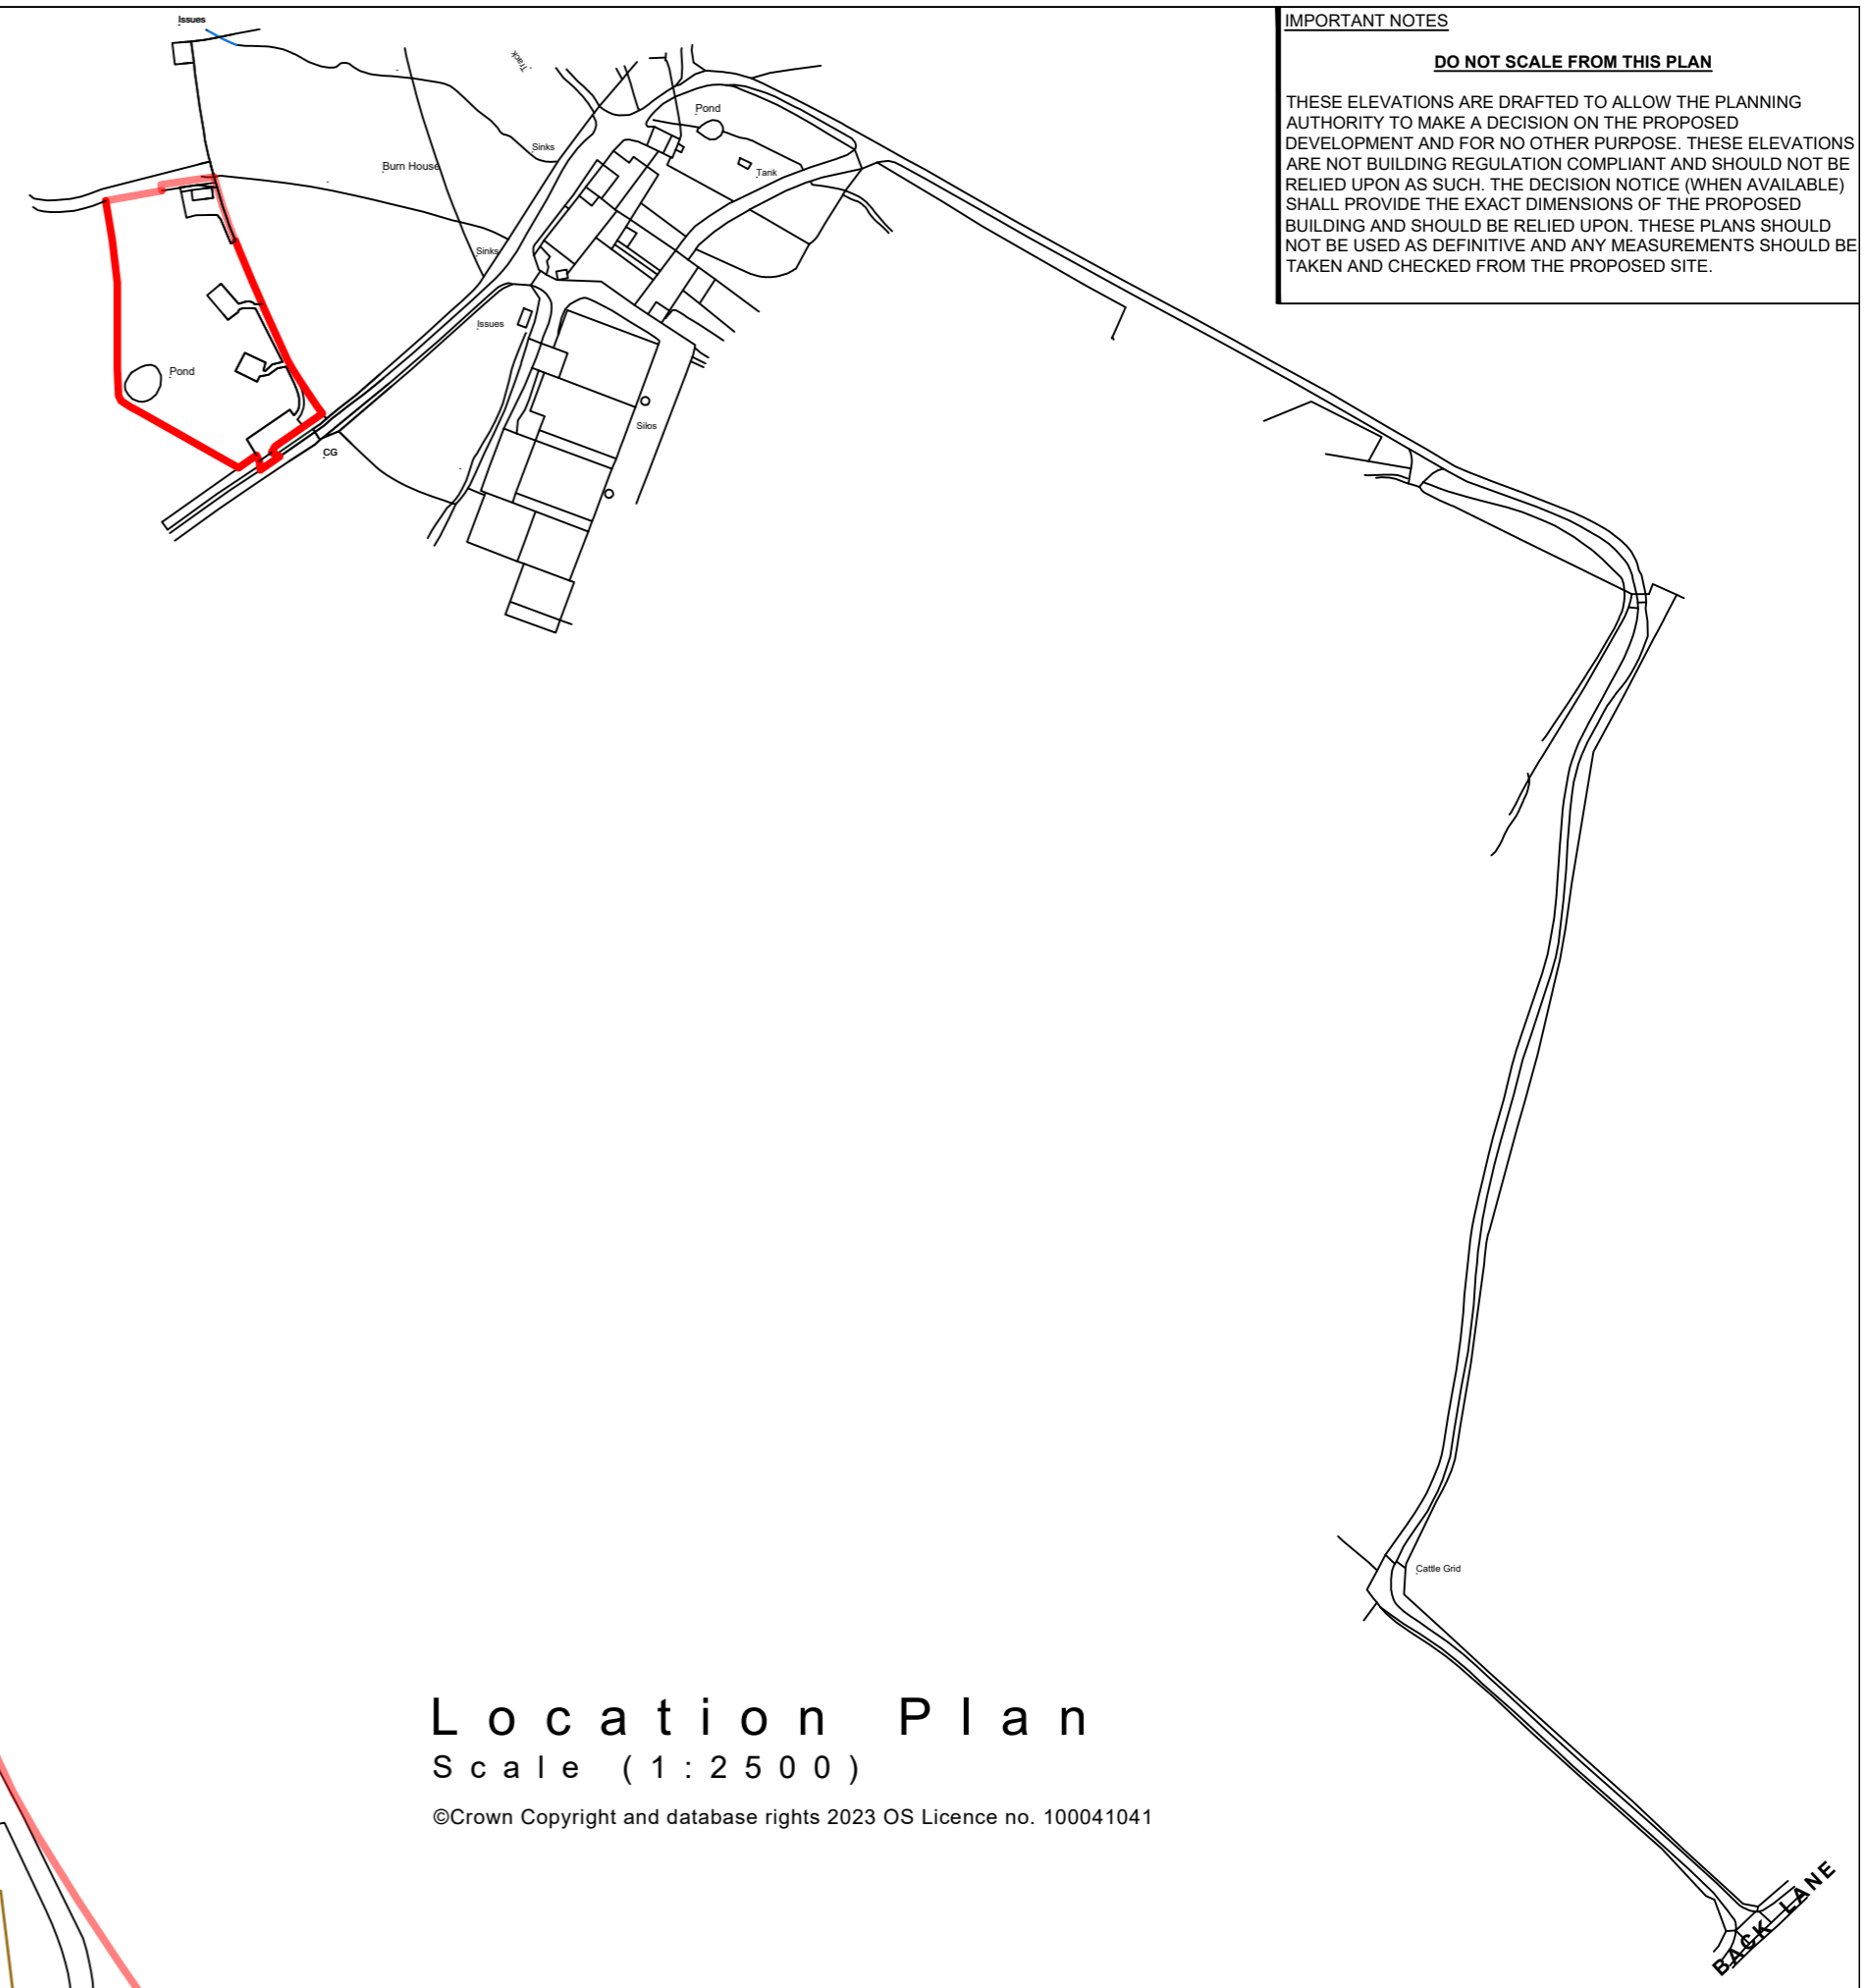 IMPORTANT NOTES
DO NOT SCALE FROM THIS PLAN
THESE ELEVATIONS ARE DRAFTED TO ALLOW THE PLANNING
AUTHORITY TO MAKE A DECISION ON THE PROPOSED
DEVELOPMENT AND FOR NO OTHER PURPOSE. THESE ELEVATIONS
ARE NOT BUILDING REGULATION COMPLIANT AND SHOULD NOT BE
RELIED UPON AS SUCH. THE DECISION NOTICE (WHEN AVAILABLE)
SHALL PROVIDE THE EXACT DIMENSIONS OF THE PROPOSED
BUILDING AND SHOULD BE RELIED UPON. THESE PLANS SHOULD
NOT BE USED AS DEFINITIVE AND ANY MEASUREMENTS SHOULD BE
TAKEN AND CHECKED FROM THE PROPOSED SITE.
Issues
Track
Pond
Sinks
Burn House
Tank
Sinks
Issues
Pond
Silos
CG
Cattle Grid
Location Plan
Scale (1:2500)
©Crown Copyright and database rights 2023 OS Licence no. 100041041
BACK LANE